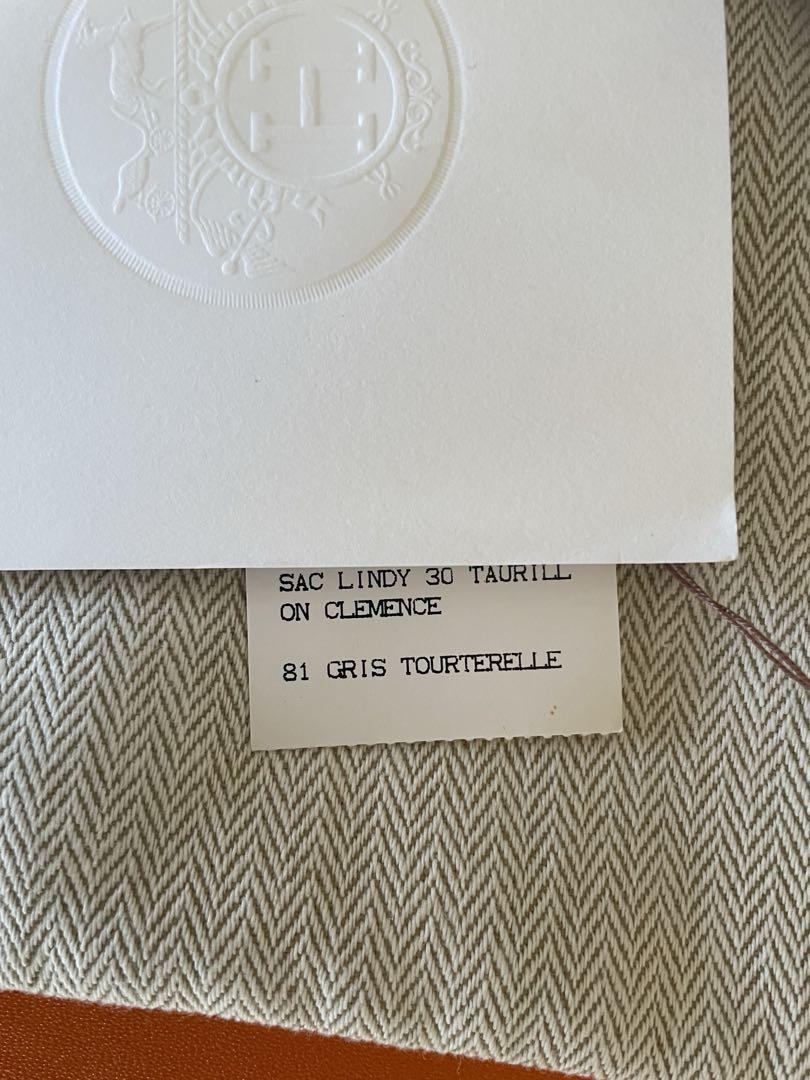 SAC LINDY 30 TAURILL
ON CLEMENCE
81 GRIS TOURTERELLE